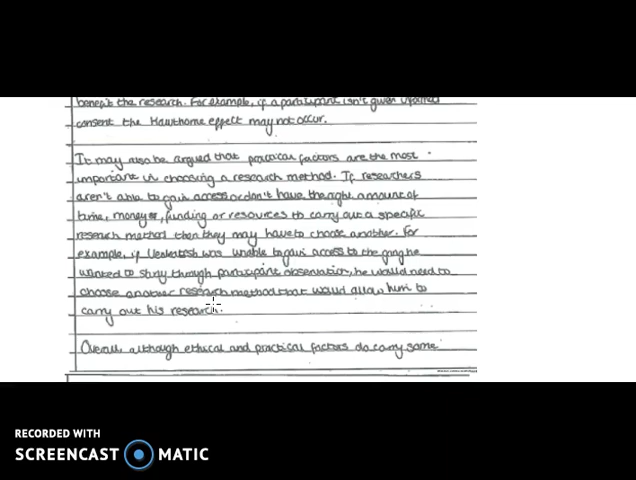 benefit the research. For example, if a participant isn't given informed
consent the Hawthorne effect may not occur.
It may also be argued that practical factors are the most
important in choosing a research method. If researchers
aren't able to gain access or don't have the right amount of
time, money or, funding or resources to carry out a specific
research method then they may have to choose another. For
example, if Venkatesh was unable to gain access to the gang he
wanted to study through participant observation, he would need to
choose another research method that would allow him to
carry out his research.
Overall, although ethical and practical factors do carry some
RECORDED WITH
SCREENCAST MATIC